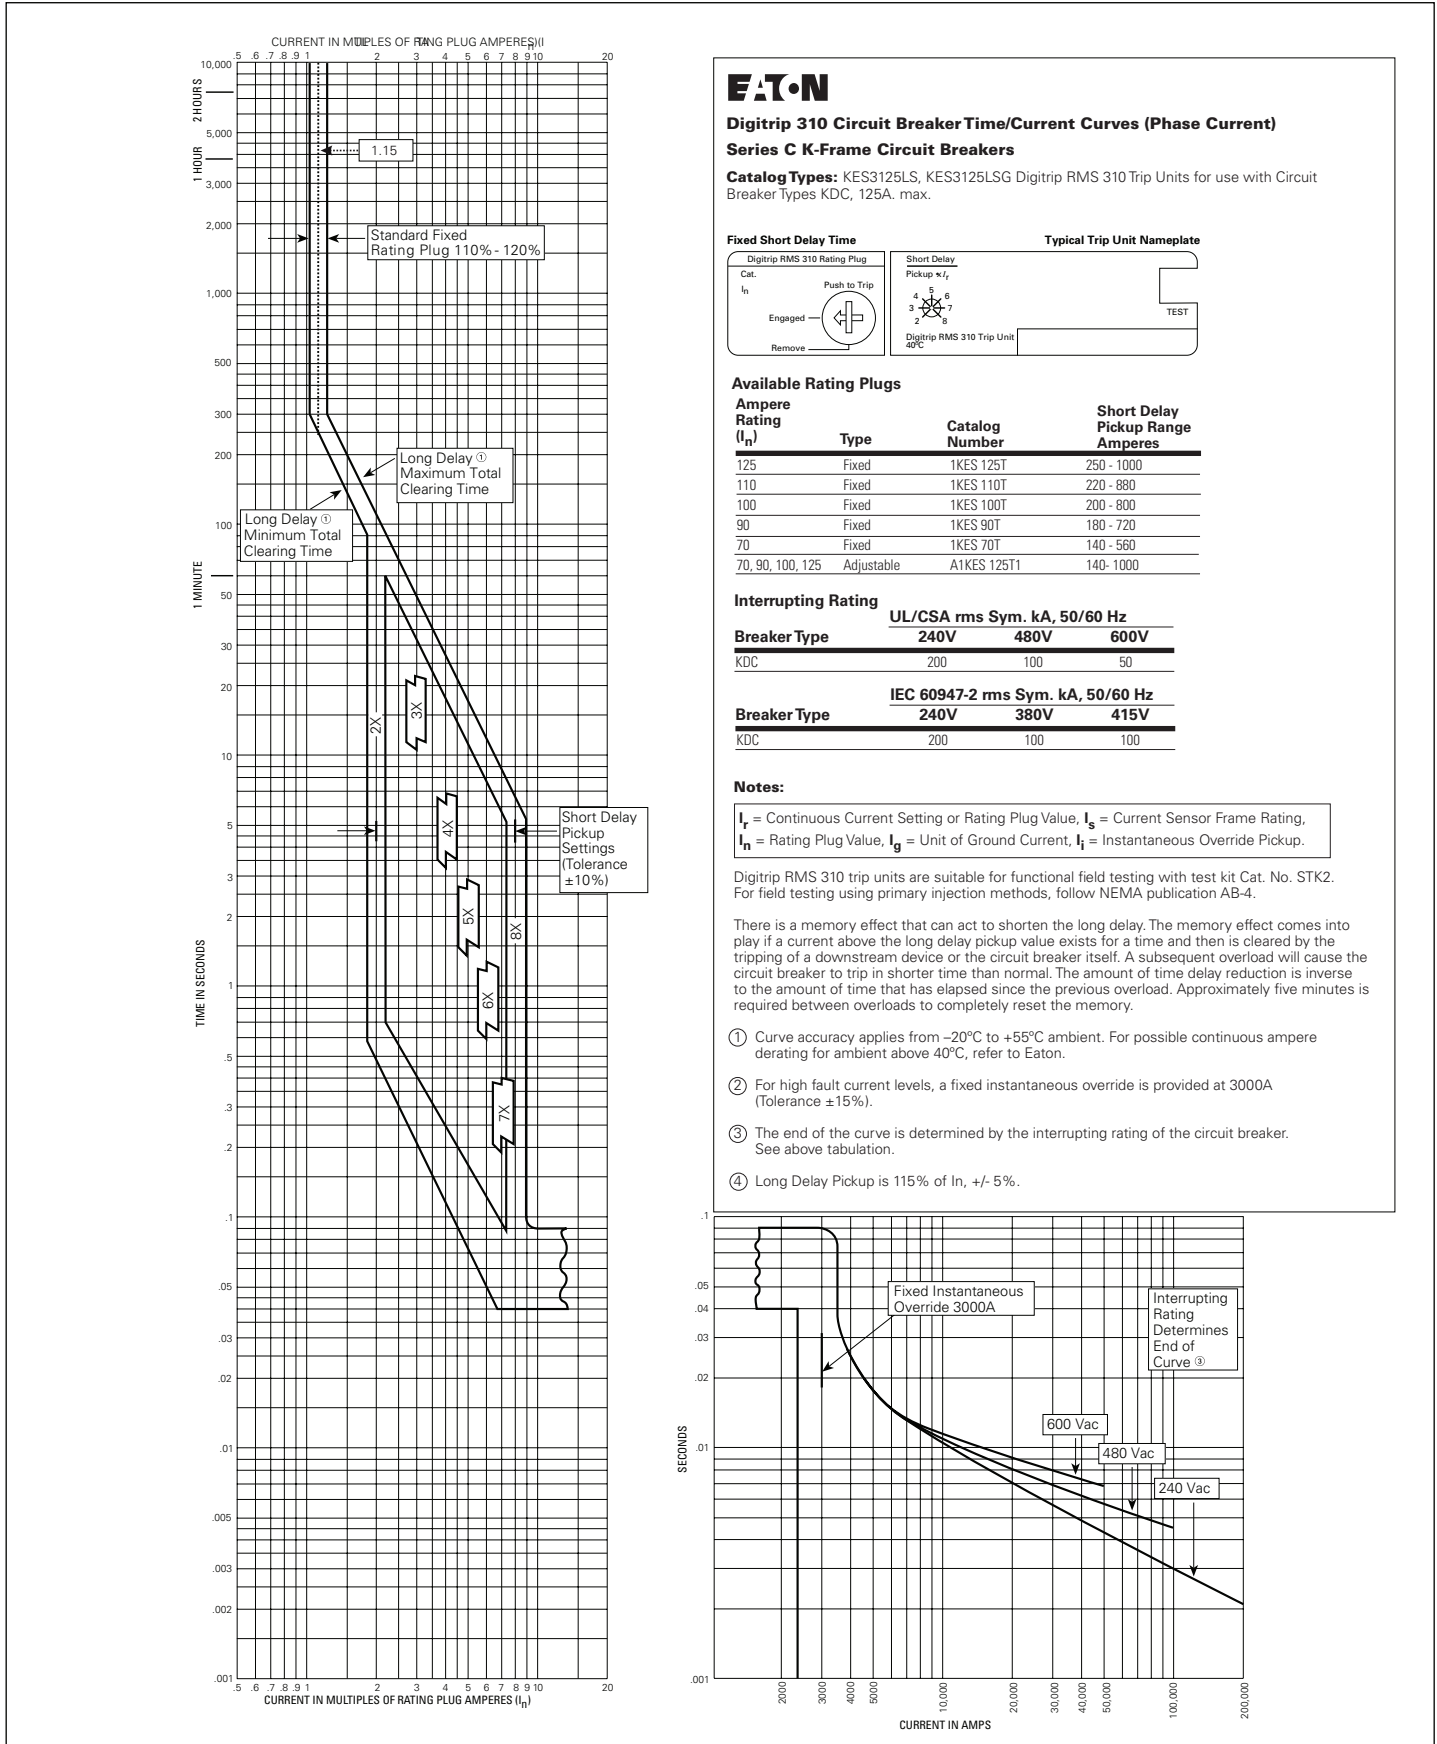 CURRENT IN MULTIPLES OF RATING PLUG AMPERES (In)
.5 .6 .7 .8 .9 1 2 3 4 5 6 7 8 9 10 20
10,000
5,000
3,000
2,000
1,000
500
300
200
100
50
30
20
10
5
3
2
1
.5
.3
.2
.1
.05
.03
.02
.01
.005
.003
.002
.001
2 HOURS
1 HOUR
1 MINUTE
TIME IN SECONDS
1.15
Standard Fixed
Rating Plug 110% - 120%
Long Delay ①
Maximum Total
Clearing Time
Long Delay ①
Minimum Total
Clearing Time
2X
3X
4X
5X
6X
7X
8X
Short Delay
Pickup
Settings
(Tolerance
±10%)
.5 .6 .7 .8 .9 1 2 3 4 5 6 7 8 9 10 20
CURRENT IN MULTIPLES OF RATING PLUG AMPERES (In)
EATON
Digitrip 310 Circuit Breaker Time/Current Curves (Phase Current)
Series C K-Frame Circuit Breakers
Catalog Types: KES3125LS, KES3125LSG Digitrip RMS 310 Trip Units for use with Circuit
Breaker Types KDC, 125A. max.
Fixed Short Delay Time
Typical Trip Unit Nameplate
Digitrip RMS 310 Rating Plug
Cat.
In
Push to Trip
Engaged
Remove
Short Delay
Pickup x Ir
2 3 4 5 6 7 8
Digitrip RMS 310 Trip Unit
40ºC
TEST
Available Rating Plugs
Ampere Rating (In) Type Catalog Number Short Delay Pickup Range Amperes
125 Fixed 1KES 125T 250 - 1000
110 Fixed 1KES 110T 220 - 880
100 Fixed 1KES 100T 200 - 800
90 Fixed 1KES 90T 180 - 720
70 Fixed 1KES 70T 140 - 560
70, 90, 100, 125 Adjustable A1KES 125T1 140- 1000
Interrupting Rating
UL/CSA rms Sym. kA, 50/60 Hz
Breaker Type 240V 480V 600V
KDC 200 100 50
IEC 60947-2 rms Sym. kA, 50/60 Hz
Breaker Type 240V 380V 415V
KDC 200 100 100
Notes:
Ir = Continuous Current Setting or Rating Plug Value, Is = Current Sensor Frame Rating,
In = Rating Plug Value, Ig = Unit of Ground Current, Ii = Instantaneous Override Pickup.
Digitrip RMS 310 trip units are suitable for functional field testing with test kit Cat. No. STK2.
For field testing using primary injection methods, follow NEMA publication AB-4.
There is a memory effect that can act to shorten the long delay. The memory effect comes into
play if a current above the long delay pickup value exists for a time and then is cleared by the
tripping of a downstream device or the circuit breaker itself. A subsequent overload will cause the
circuit breaker to trip in shorter time than normal. The amount of time delay reduction is inverse
to the amount of time that has elapsed since the previous overload. Approximately five minutes is
required between overloads to completely reset the memory.
① Curve accuracy applies from –20ºC to +55ºC ambient. For possible continuous ampere
derating for ambient above 40ºC, refer to Eaton.
② For high fault current levels, a fixed instantaneous override is provided at 3000A
(Tolerance ±15%).
③ The end of the curve is determined by the interrupting rating of the circuit breaker.
See above tabulation.
④ Long Delay Pickup is 115% of In, +/- 5%.
.1
.05
.04
.03
.02
.01
.001
SECONDS
Fixed Instantaneous
Override 3000A
Interrupting
Rating
Determines
End of
Curve ③
600 Vac
480 Vac
240 Vac
2000 3000 4000 5000 10,000 20,000 30,000 40,000 50,000 100,000 200,000
CURRENT IN AMPS